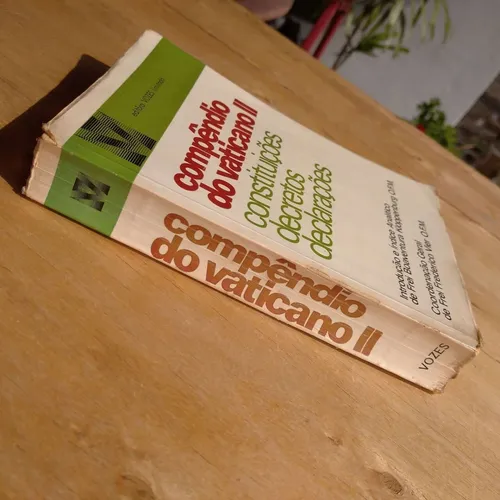 compêndio
do vaticano II
constituições
decretos
declarações
Introdução e Índice Analítico
de Frei Boaventura Kloppenburg O.F.M.
Coordenação Geral
de Frei Frederico Vier O.F.M.
compêndio
do vaticano II
VOZES